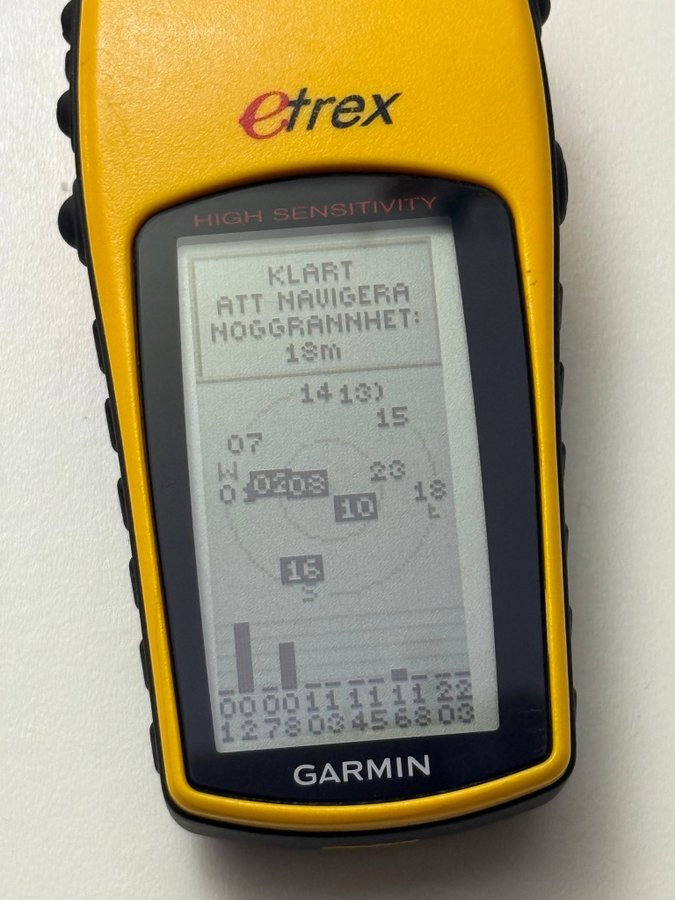 etrex
HIGH SENSITIVITY
KLART
ATT NAVIGERA
NOGGRANNHET:
18m
14 13)
15
07
W
23
01 02 08
18
10
E
16
S
00 00 11 11 11 22
12 78 03 45 68 03
GARMIN